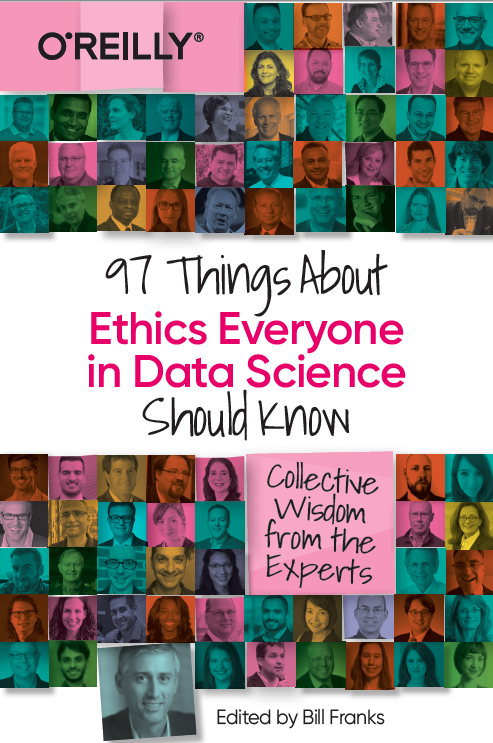 O'REILLY®
97 Things About
Ethics Everyone
in Data Science
Should Know
Collective
Wisdom
from the
Experts
Edited by Bill Franks